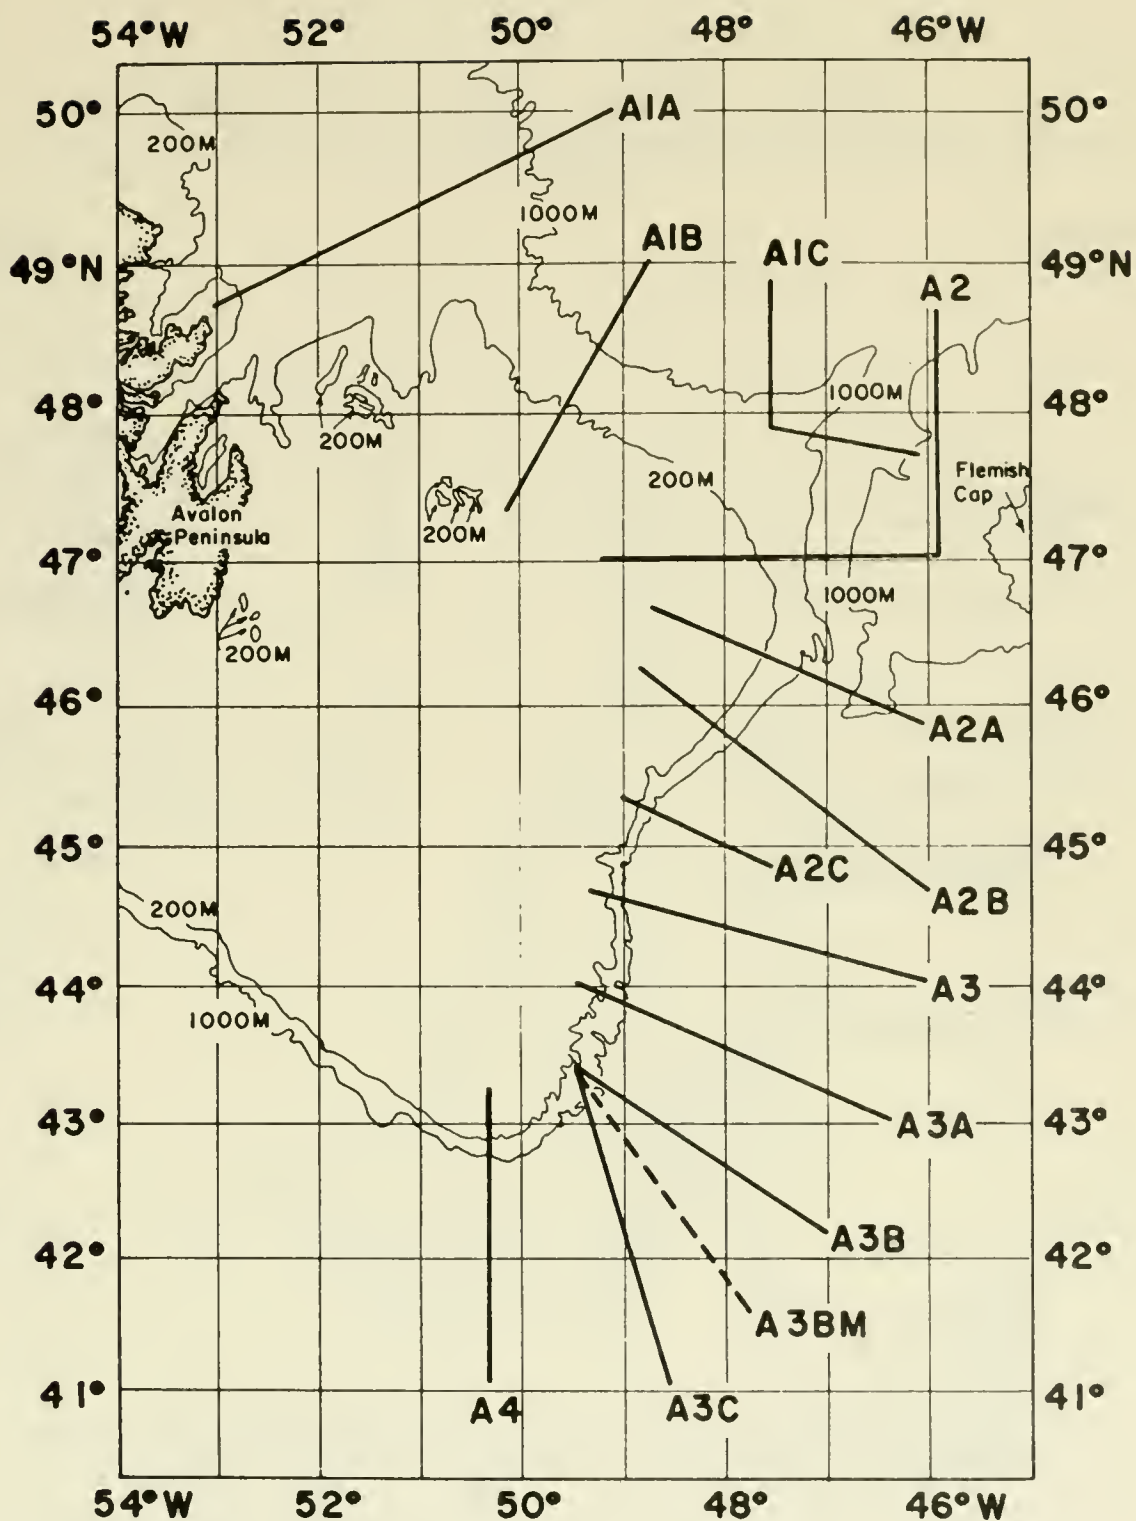 54°W 52° 50° 48° 46°
50° A1A 50°
200M
1000M
A1B
49°N A1C 49°N
A2
1000M
48° 48°
200M
200M
Flemish
Cap
200M
Avalon
Peninsula
47° 47°
1000M
200M
46° 46°
A2A
45° 45°
A2C
A2B
200M
44° A3 44°
1000M
43° A3A 43°
A3B
42° 42°
A3BM
41° 41°
A4 A3C
54°W 52° 50° 48° 46°W